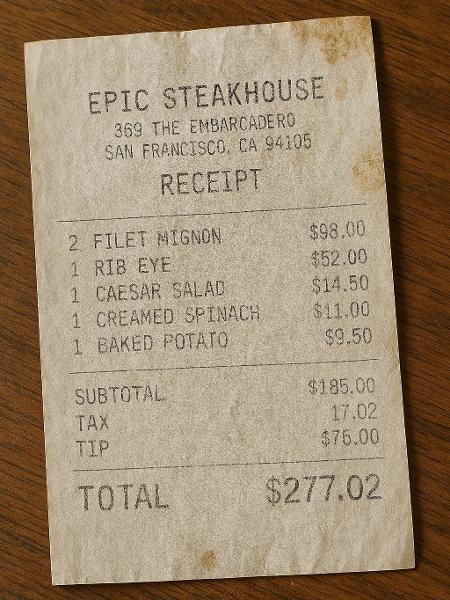 EPIC STEAKHOUSE
369 THE EMBARCADERO
SAN FRANCISCO, CA 94105
RECEIPT
2 FILET MIGNON $98.00
1 RIB EYE $52.00
1 CAESAR SALAD $14.50
1 CREAMED SPINACH $11.00
1 BAKED POTATO $9.50
SUBTOTAL $185.00
TAX 17.02
TIP $75.00
TOTAL $277.02